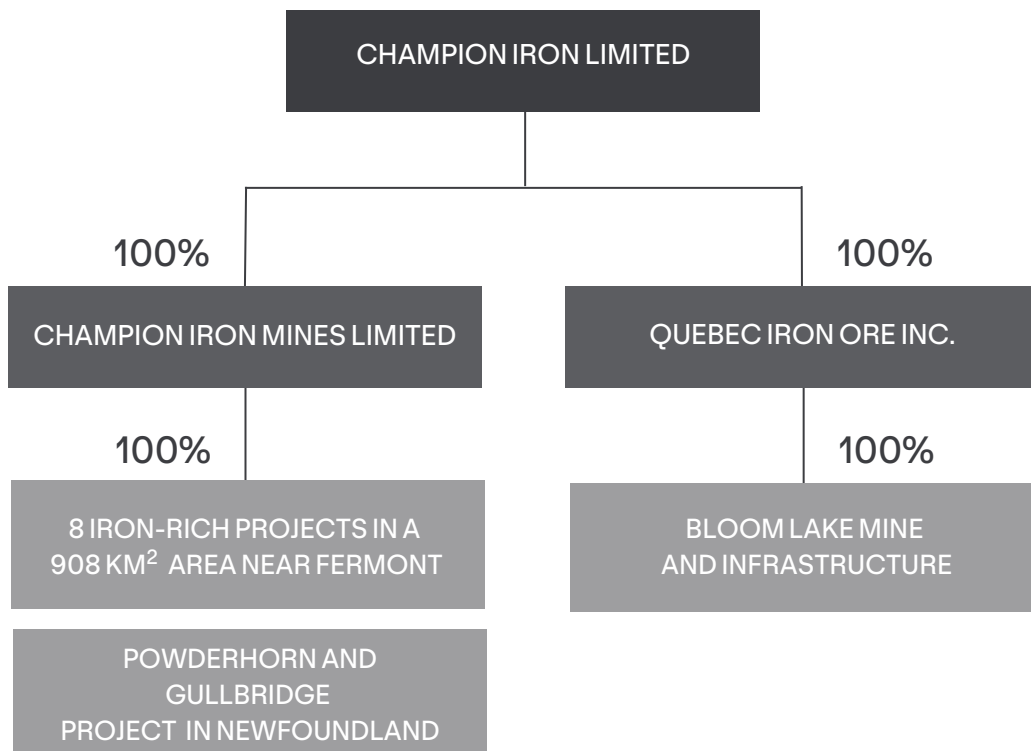 CHAMPION IRON LIMITED
100%
100%
CHAMPION IRON MINES LIMITED
QUEBEC IRON ORE INC.
100%
100%
8 IRON-RICH PROJECTS IN A
908 KM² AREA NEAR FERMONT
BLOOM LAKE MINE
AND INFRASTRUCTURE
POWDERHORN AND
GULLBRIDGE
PROJECT IN NEWFOUNDLAND